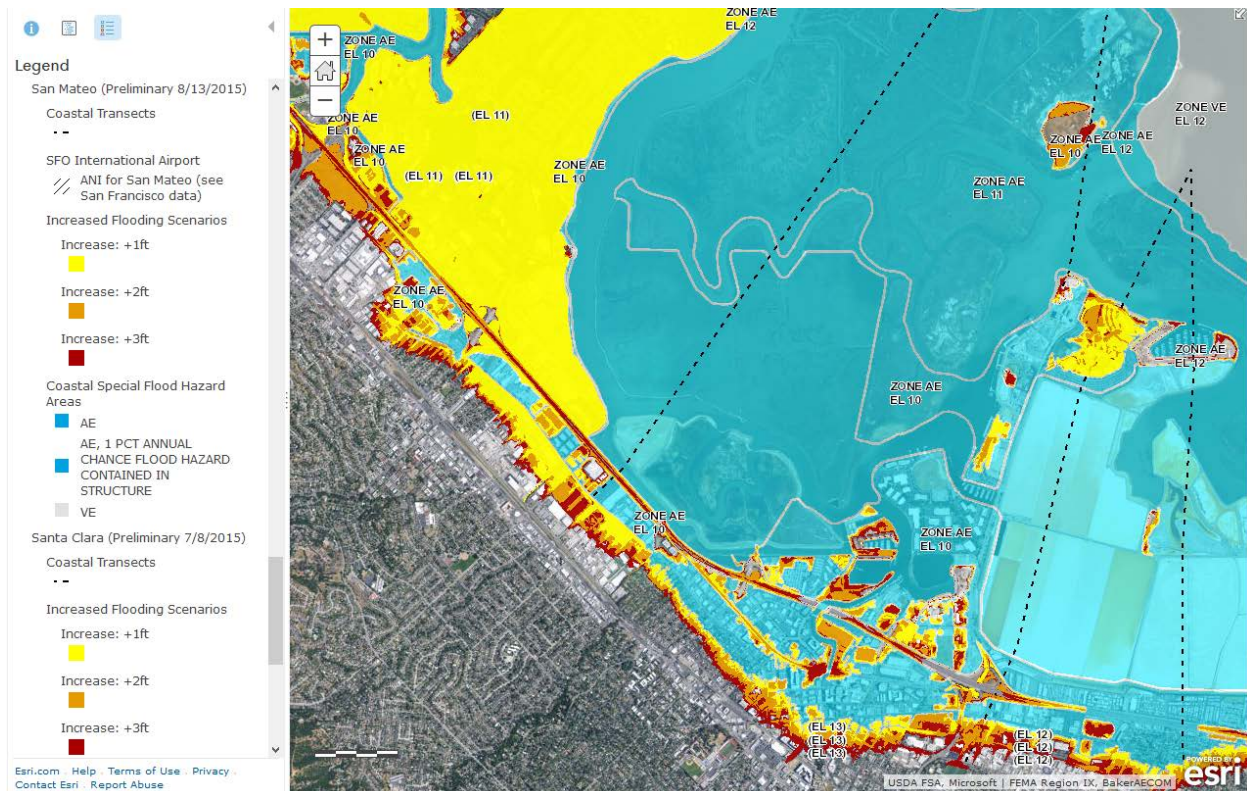 Legend
San Mateo (Preliminary 8/13/2015)
Coastal Transects
SFO International Airport
ANI for San Mateo (see
San Francisco data)
Increased Flooding Scenarios
Increase: +1ft
Increase: +2ft
Increase: +3ft
Coastal Special Flood Hazard
Areas
AE
AE, 1 PCT ANNUAL
CHANCE FLOOD HAZARD
CONTAINED IN
STRUCTURE
VE
Santa Clara (Preliminary 7/8/2015)
Coastal Transects
Increased Flooding Scenarios
Increase: +1ft
Increase: +2ft
Increase: +3ft
Esri.com . Help . Terms of Use . Privacy .
Contact Esri . Report Abuse
+
−
ZONE AE
EL 10
ZONE AE
EL 12
ZONE VE
EL 12
(EL 11)
ZONE AE
EL 10
ZONE AE
EL 10
ZONE AE
EL 10
ZONE AE
EL 12
(EL 11)
(EL 11)
ZONE AE
EL 10
ZONE AE
EL 11
ZONE AE
EL 10
ZONE AE
EL 12
ZONE AE
EL 10
ZONE AE
EL 10
ZONE AE
EL 10
(EL 13)
(EL 13)
(EL 13)
(EL 12)
(EL 12)
(EL 12)
USDA FSA, Microsoft | FEMA Region IX, BakerAECOM
POWERED BY
esri